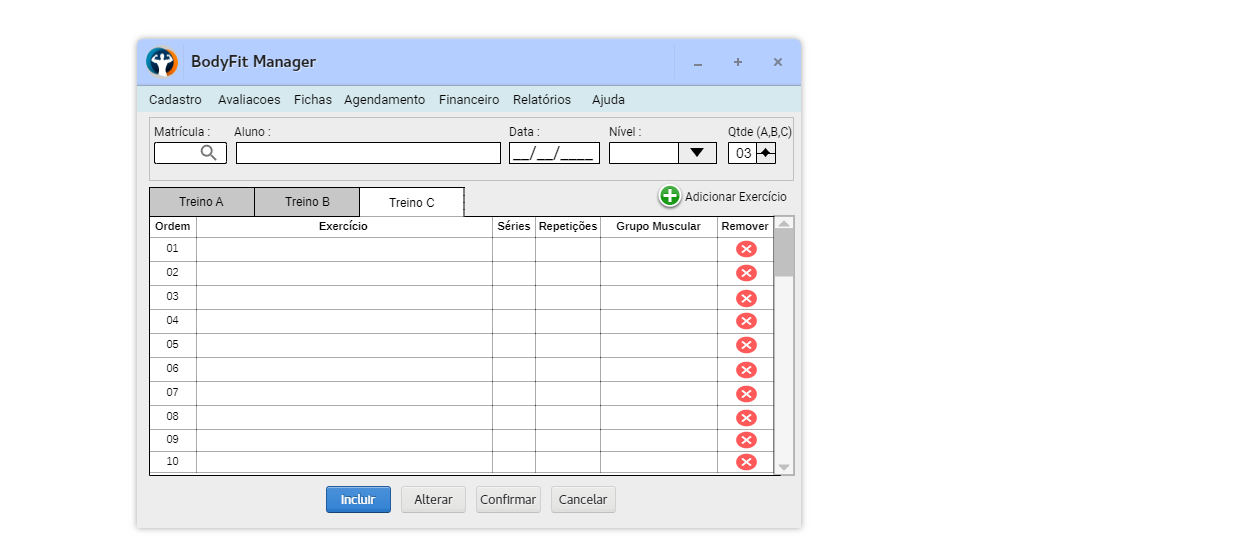 BodyFit Manager
Cadastro Avaliacoes Fichas Agendamento Financeiro Relatórios Ajuda
Matrícula : Aluno : Data : Nível : Qtde (A,B,C)
__/__/____ 03
Treino A Treino B Treino C Adicionar Exercício
Ordem Exercício Séries Repetições Grupo Muscular Remover
01
02
03
04
05
06
07
08
09
10
Incluir Alterar Confirmar Cancelar